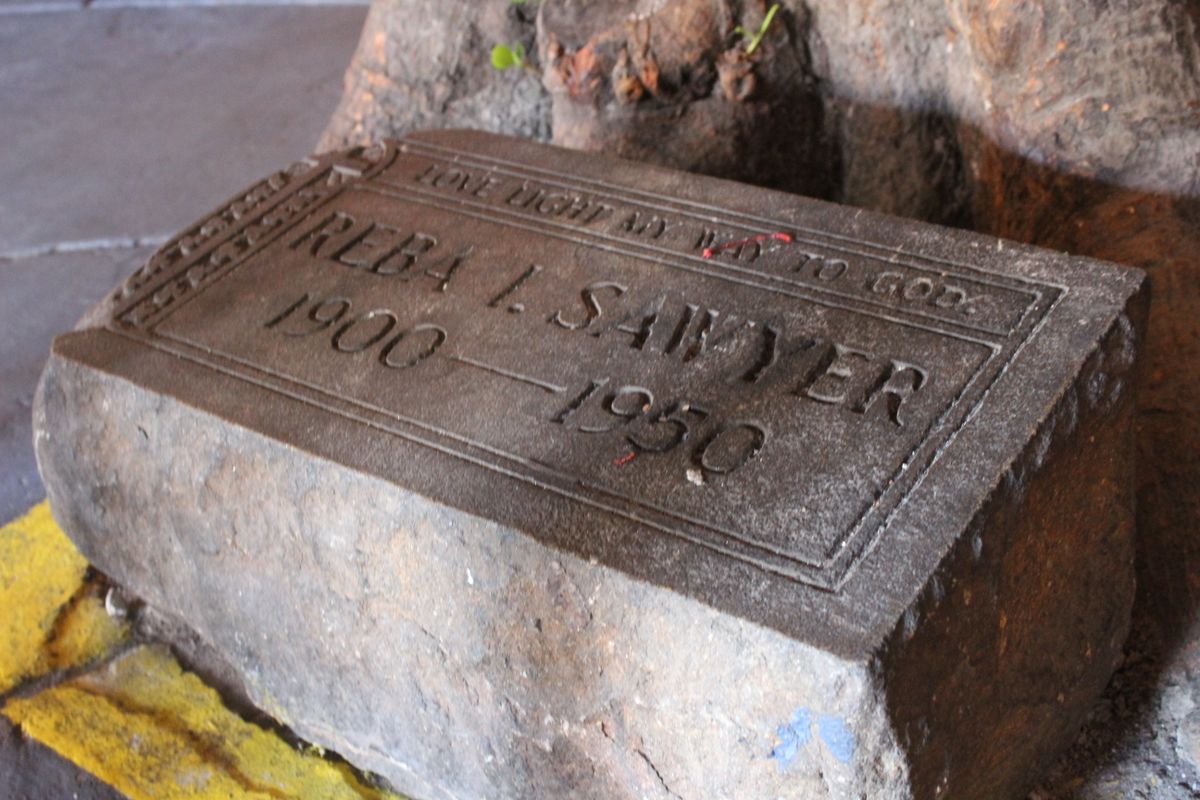 LOVE LIGHT MY WAY TO GOD.
REBA I. SAWYER
1900—1950